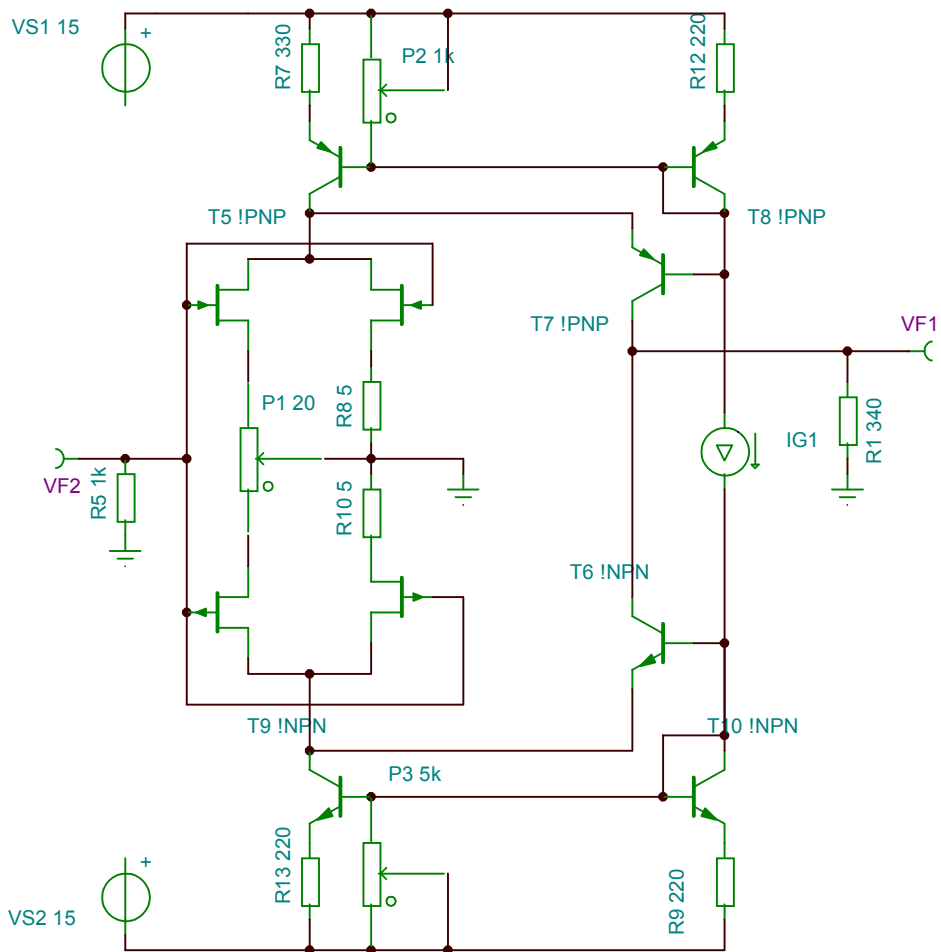 VS1 15
+
R7 330
P2 1k
R12 220
T5 !PNP
T8 !PNP
T7 !PNP
VF1
P1 20
R8 5
IG1
R1 340
VF2
R5 1k
R10 5
T6 !NPN
T9 !NPN
T10 !NPN
P3 5k
R13 220
R9 220
+
VS2 15